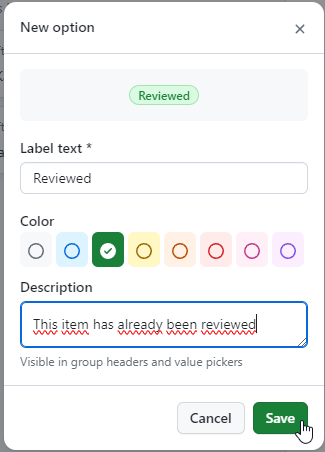 New option
Reviewed
Label text *
Reviewed
Color
Description
This item has already been reviewed
Visible in group headers and value pickers
Cancel
Save